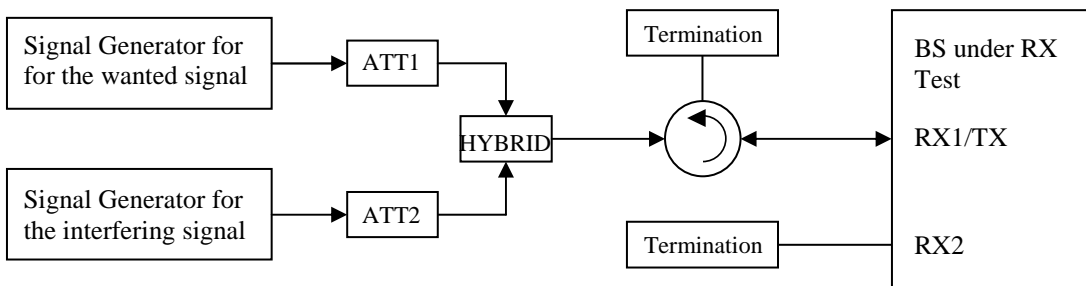 Signal Generator for
for the wanted signal
ATT1
Termination
BS under RX
Test
HYBRID
RX1/TX
Signal Generator for
the interfering signal
ATT2
Termination
RX2